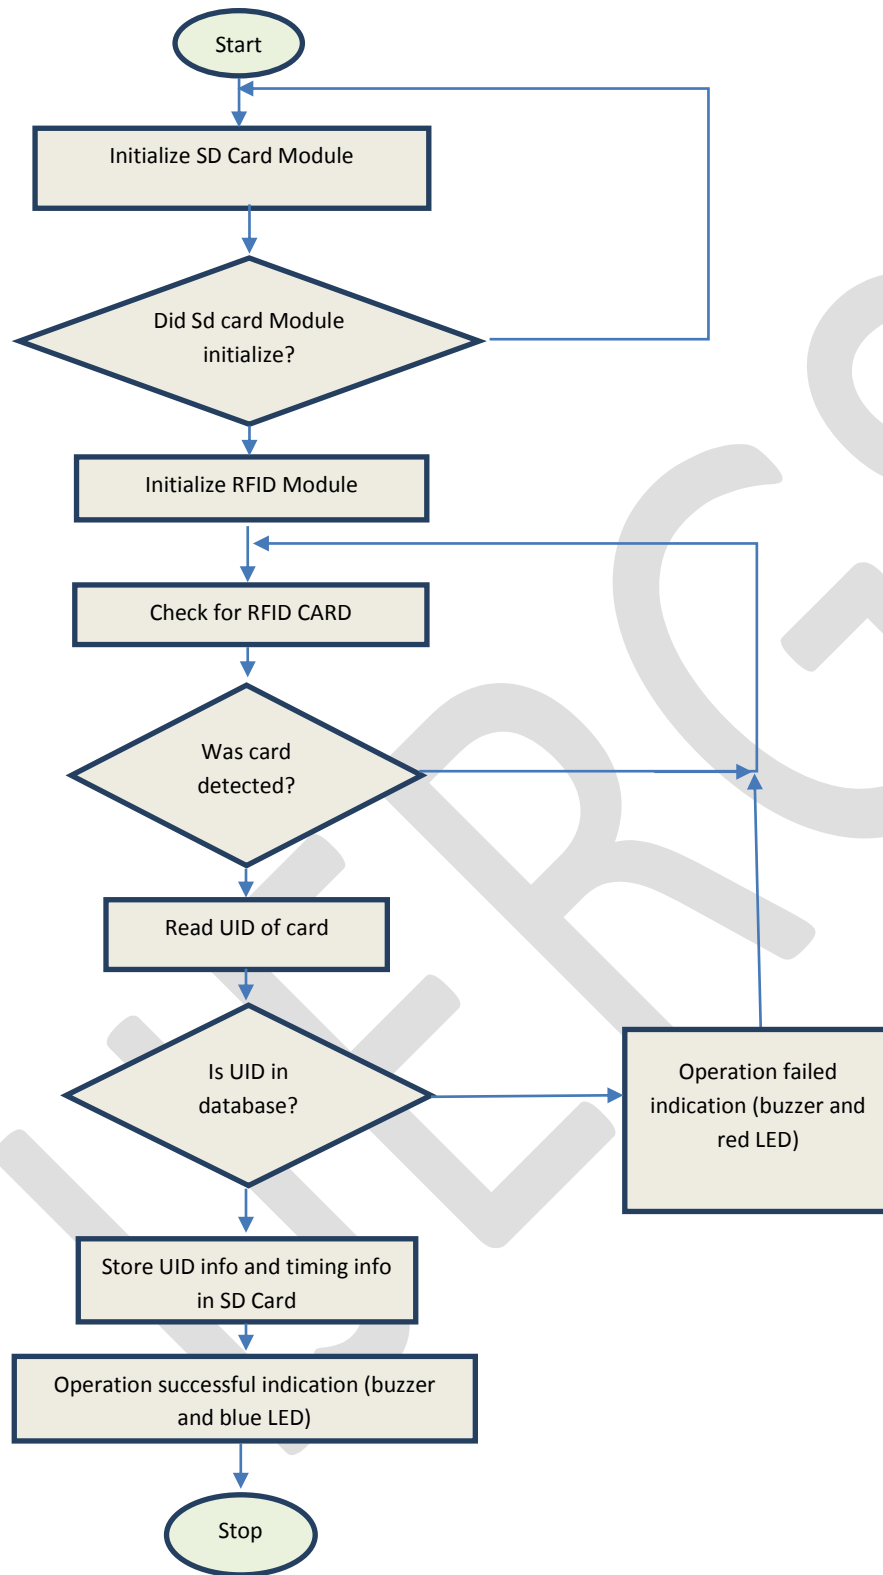 Start
Initialize SD Card Module
Did Sd card Module
initialize?
Initialize RFID Module
Check for RFID CARD
Was card
detected?
Read UID of card
Is UID in
database?
Operation failed
indication (buzzer and
red LED)
Store UID info and timing info
in SD Card
Operation successful indication (buzzer
and blue LED)
Stop